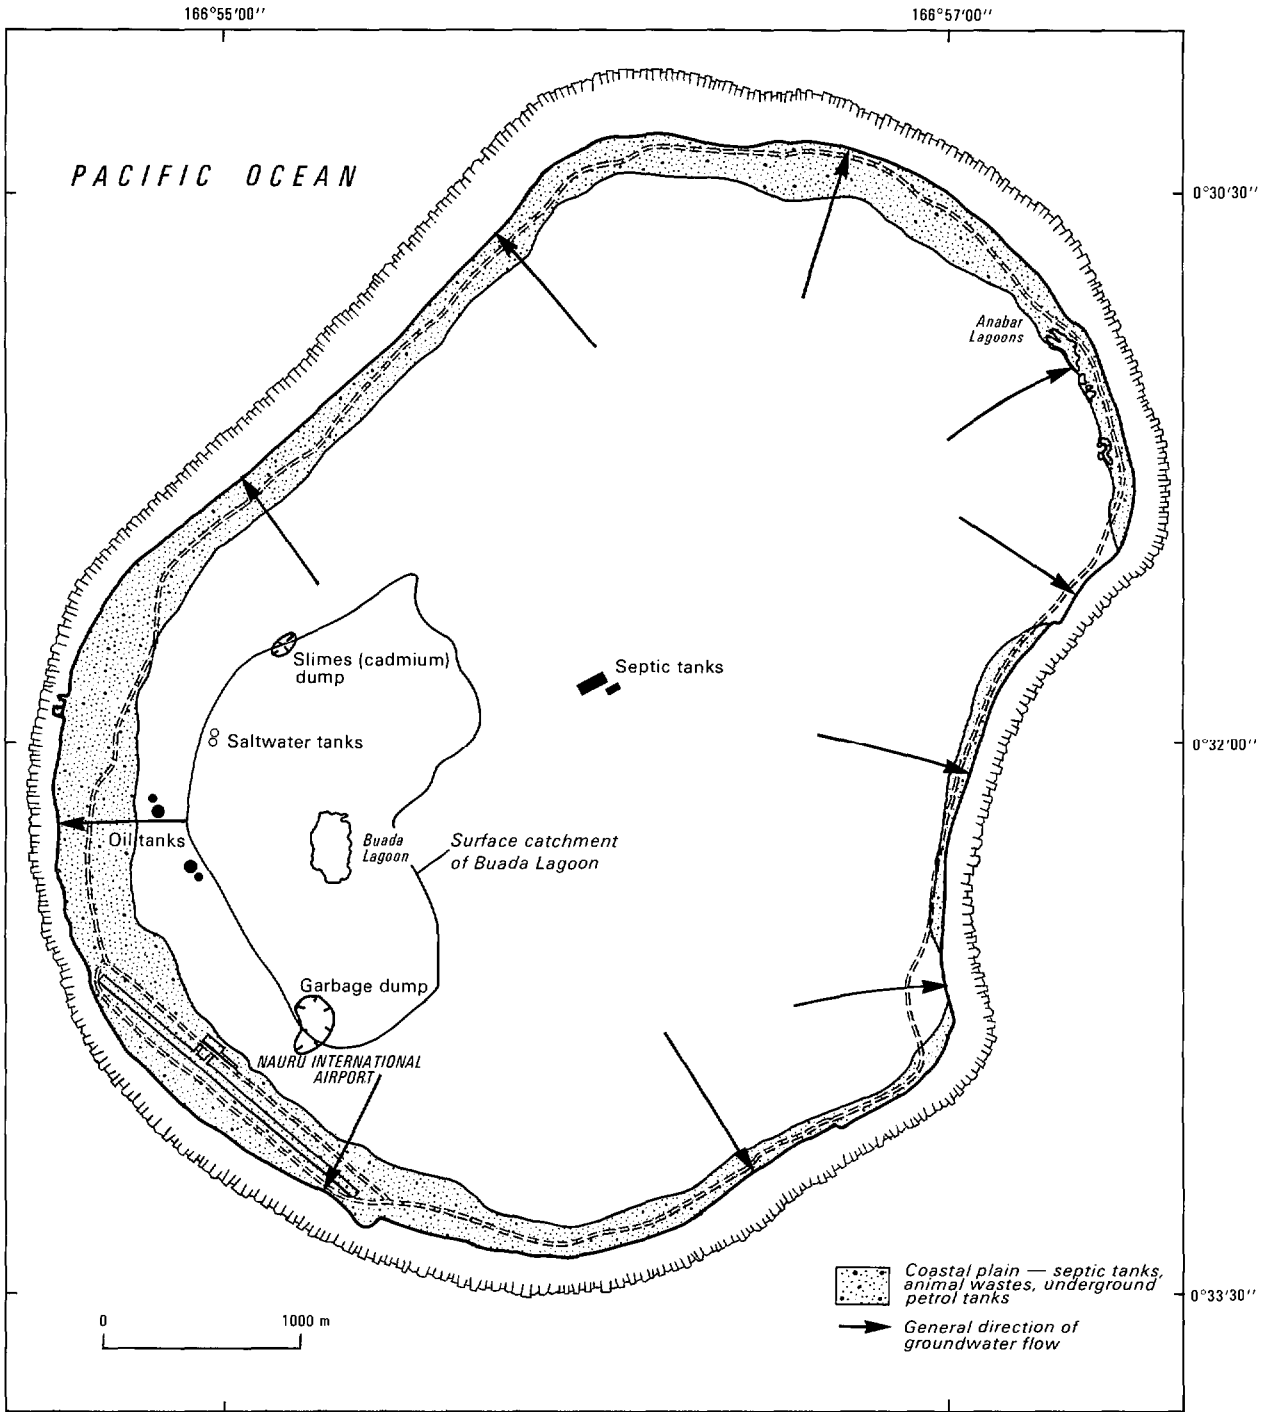 166°55'00''
166°57'00''
PACIFIC OCEAN
0°30'30''
Anabar
Lagoons
Slimes (cadmium)
dump
Septic tanks
Saltwater tanks
0°32'00''
Oil tanks
Buada
Lagoon
Surface catchment
of Buada Lagoon
Garbage dump
NAURU INTERNATIONAL
AIRPORT
Coastal plain — septic tanks,
animal wastes, underground
petrol tanks
0°33'30''
0
1000 m
General direction of
groundwater flow